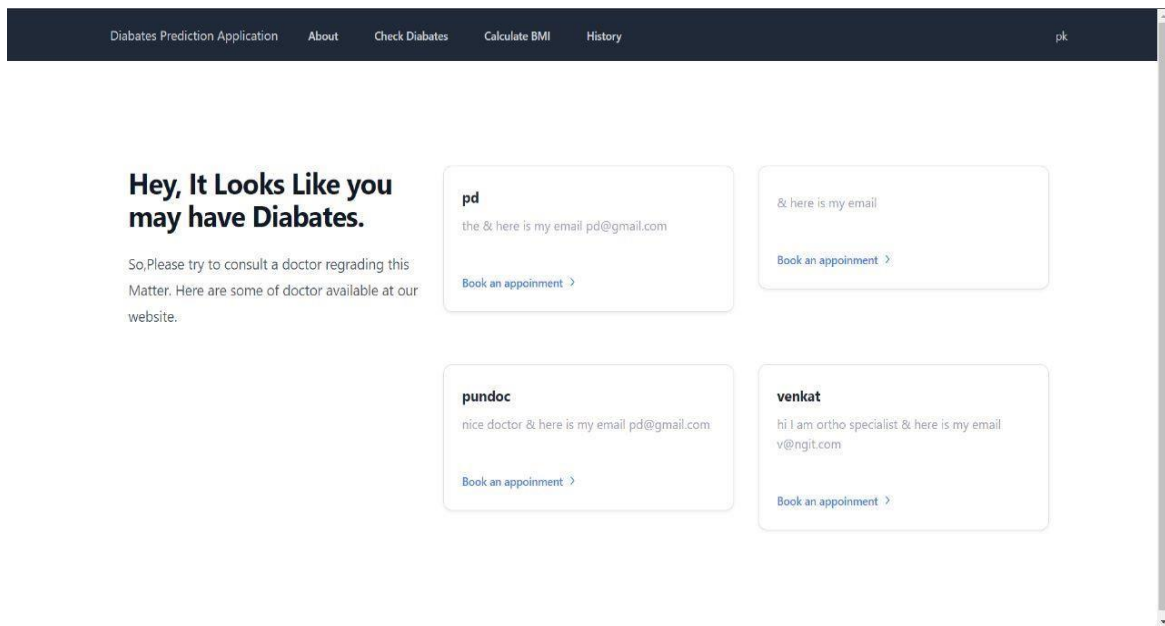 Diabates Prediction Application About Check Diabates Calculate BMI History pk
Hey, It Looks Like you
may have Diabates.
So,Please try to consult a doctor regrading this
Matter. Here are some of doctor available at our
website.
pd
the & here is my email pd@gmail.com
Book an appoinment >
& here is my email
Book an appoinment >
pundoc
nice doctor & here is my email pd@gmail.com
Book an appoinment >
venkat
hi I am ortho specialist & here is my email
v@ngit.com
Book an appoinment >